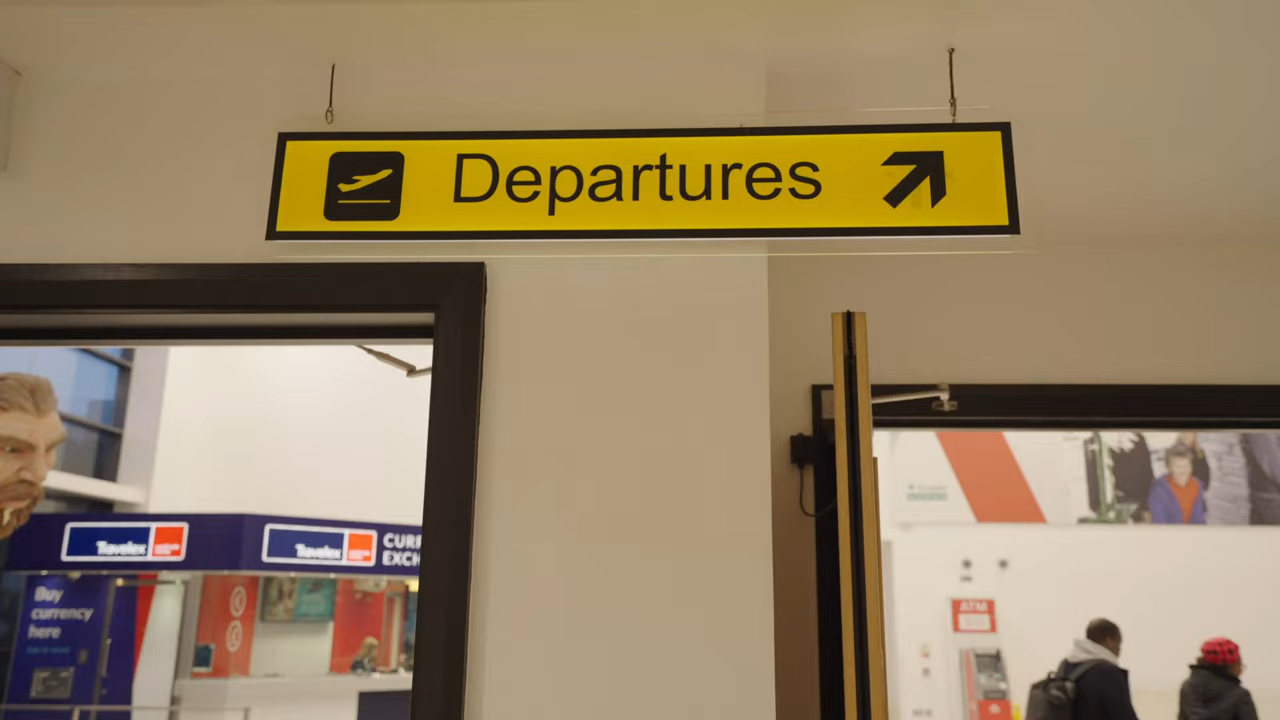 Departures
Travelex
Travelex
CURR
EXCH
Buy
currency
here
ATM